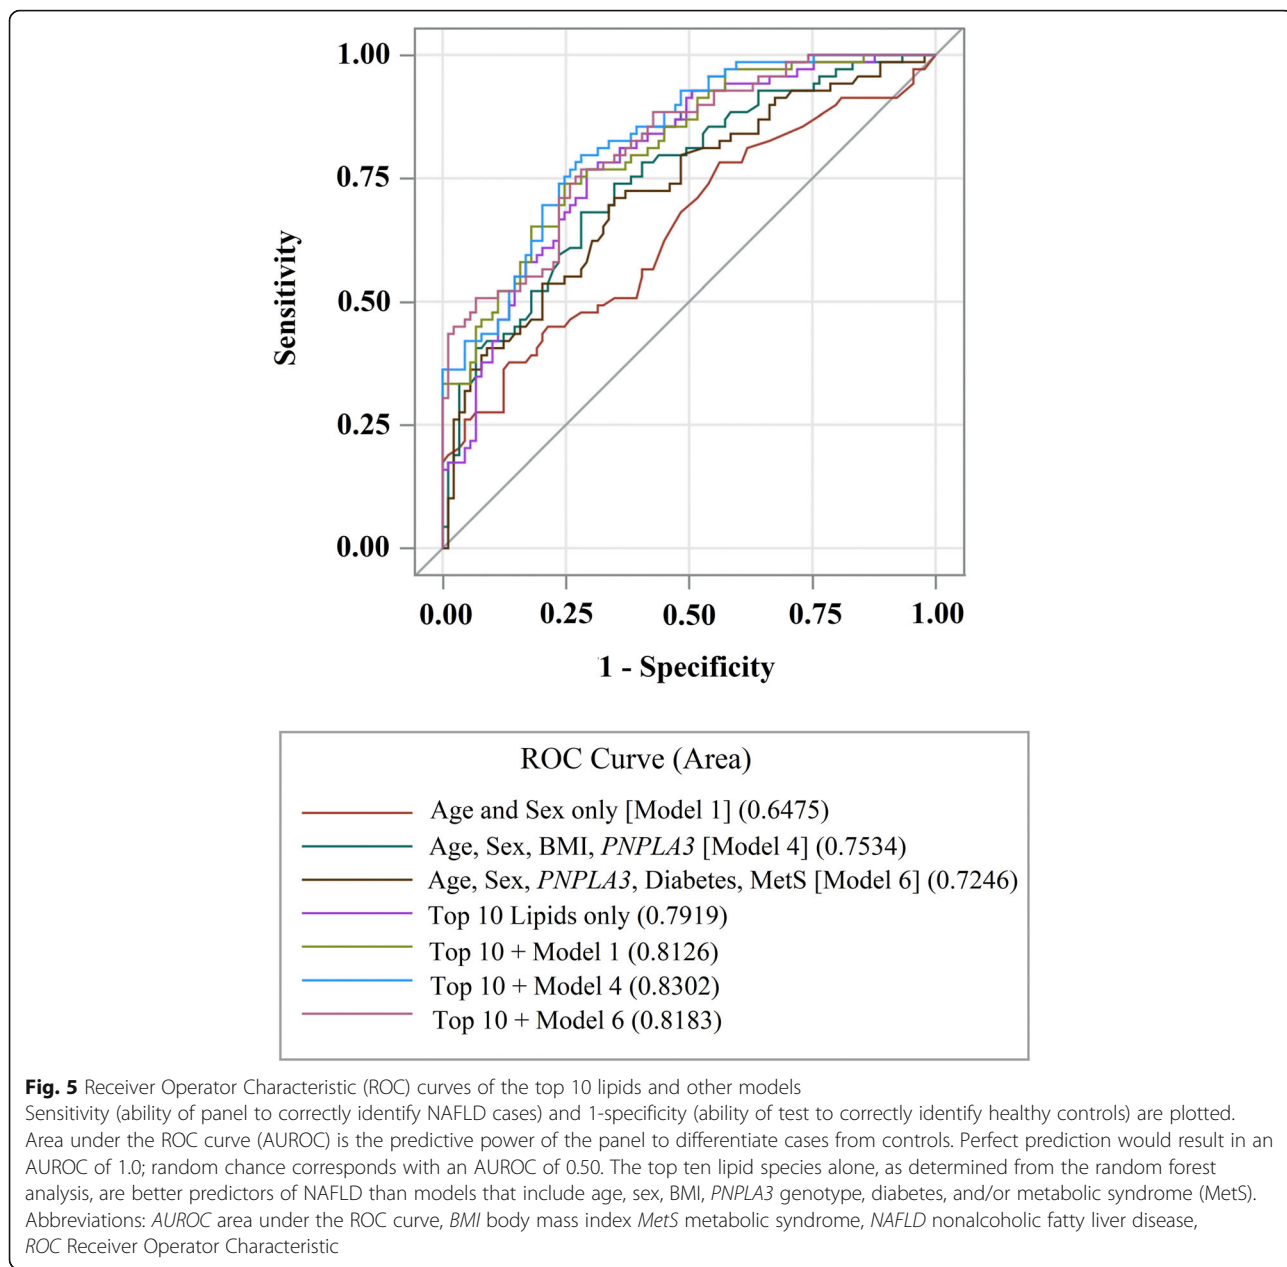 1.00
0.75
0.50
0.25
0.00
Sensitivity
0.00 0.25 0.50 0.75 1.00
1 - Specificity
ROC Curve (Area)
Age and Sex only [Model 1] (0.6475)
Age, Sex, BMI, PNPLA3 [Model 4] (0.7534)
Age, Sex, PNPLA3, Diabetes, MetS [Model 6] (0.7246)
Top 10 Lipids only (0.7919)
Top 10 + Model 1 (0.8126)
Top 10 + Model 4 (0.8302)
Top 10 + Model 6 (0.8183)
Fig. 5 Receiver Operator Characteristic (ROC) curves of the top 10 lipids and other models
Sensitivity (ability of panel to correctly identify NAFLD cases) and 1-specificity (ability of test to correctly identify healthy controls) are plotted.
Area under the ROC curve (AUROC) is the predictive power of the panel to differentiate cases from controls. Perfect prediction would result in an
AUROC of 1.0; random chance corresponds with an AUROC of 0.50. The top ten lipid species alone, as determined from the random forest
analysis, are better predictors of NAFLD than models that include age, sex, BMI, PNPLA3 genotype, diabetes, and/or metabolic syndrome (MetS).
Abbreviations: AUROC area under the ROC curve, BMI body mass index MetS metabolic syndrome, NAFLD nonalcoholic fatty liver disease,
ROC Receiver Operator Characteristic